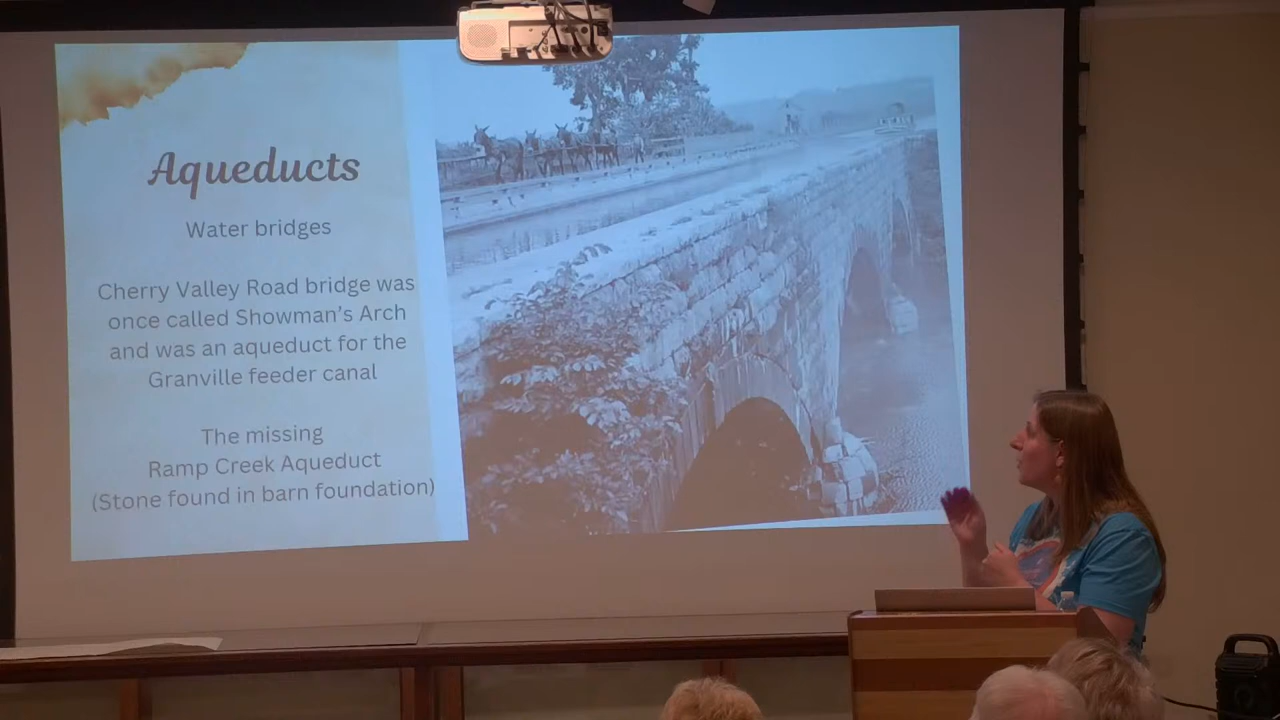 Aqueducts
Water bridges
Cherry Valley Road bridge was
once called Showman's Arch
and was an aqueduct for the
Granville feeder canal
The missing
Ramp Creek Aqueduct
(Stone found in barn foundation)